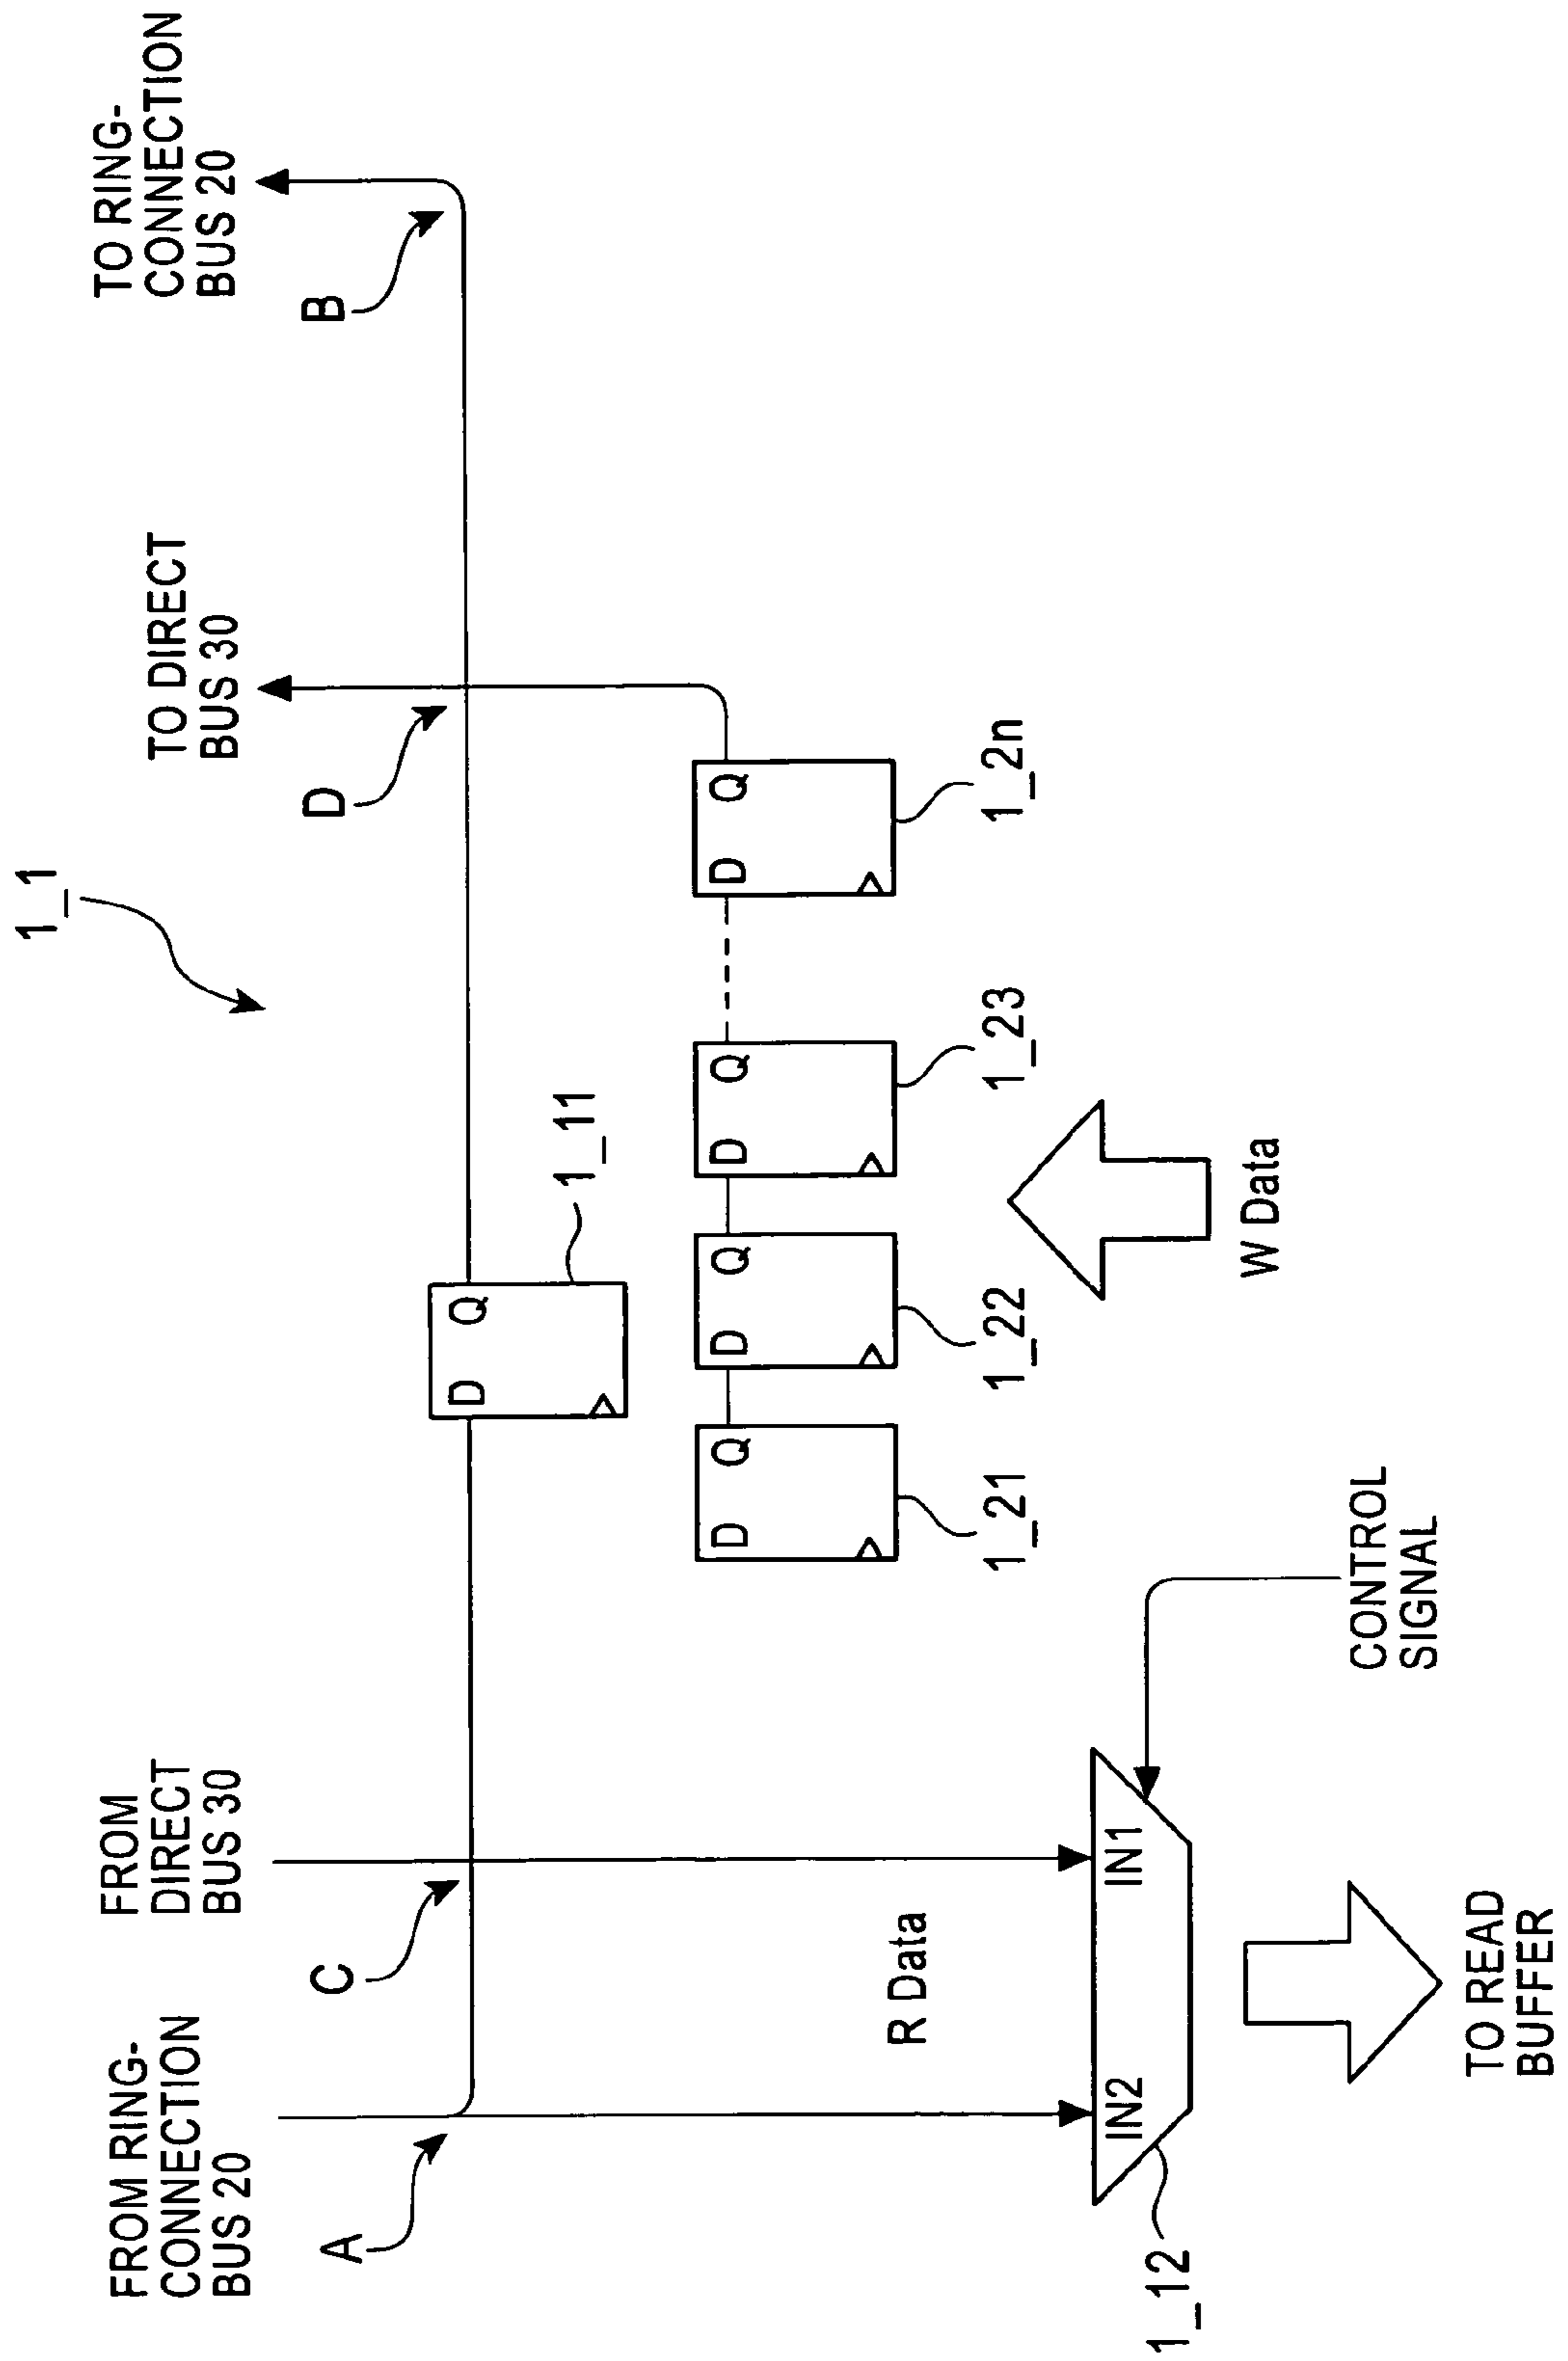 1_1
FROM RING-
CONNECTION
BUS 20
FROM
DIRECT
BUS 30
TO DIRECT
BUS 30
TO RING-
CONNECTION
BUS 20
A
C
D
B
D Q
1_11
D Q
D Q
D Q
D Q
1_21
1_22
1_23
1_2n
R Data
W Data
IN2
IN1
1_12
CONTROL
SIGNAL
TO READ
BUFFER